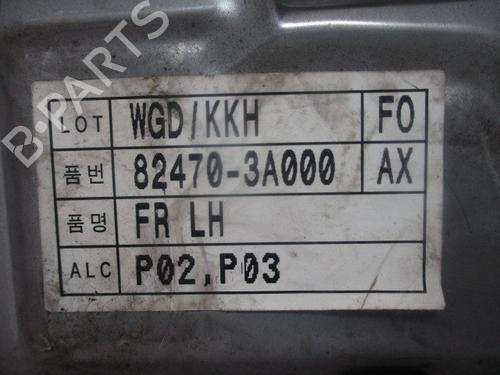 B-PARTS
LOT WGD/KKH FO
품번 82470-3A000 AX
품명 FR LH
ALC P02,P03